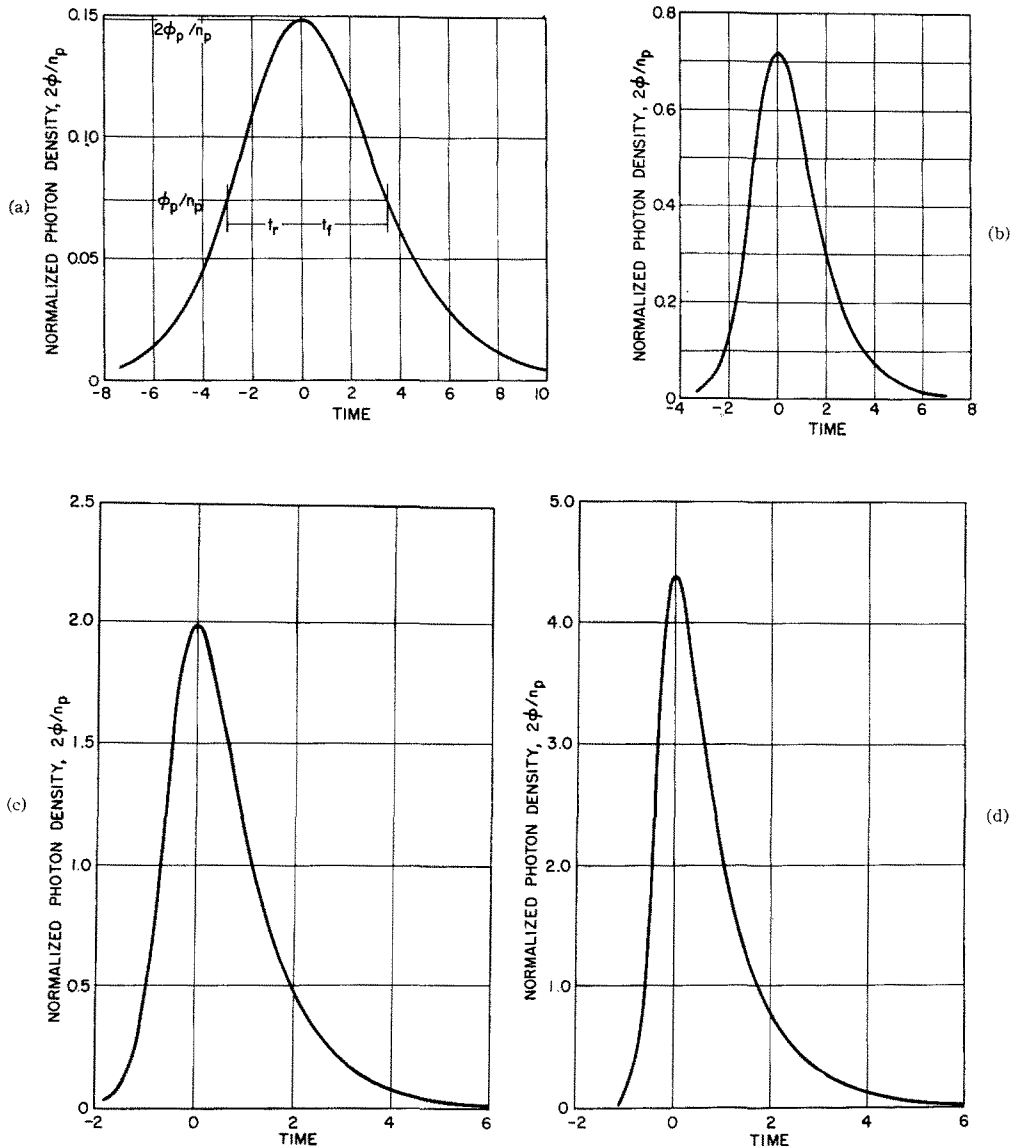 (a)
NORMALIZED PHOTON DENSITY, 2ϕ/np
0.15
0.10
0.05
0
2ϕp/np
ϕp/np
tr
tf
-8 -6 -4 -2 0 2 4 6 8 10
TIME
(b)
NORMALIZED PHOTON DENSITY, 2ϕ/np
0.8
0.6
0.4
0.2
0
-4 -2 0 2 4 6 8
TIME
(c)
NORMALIZED PHOTON DENSITY, 2ϕ/np
2.5
2.0
1.5
1.0
0.5
0
-2 0 2 4 6
TIME
(d)
NORMALIZED PHOTON DENSITY, 2ϕ/np
5.0
4.0
3.0
2.0
1.0
0
-2 0 2 4 6
TIME